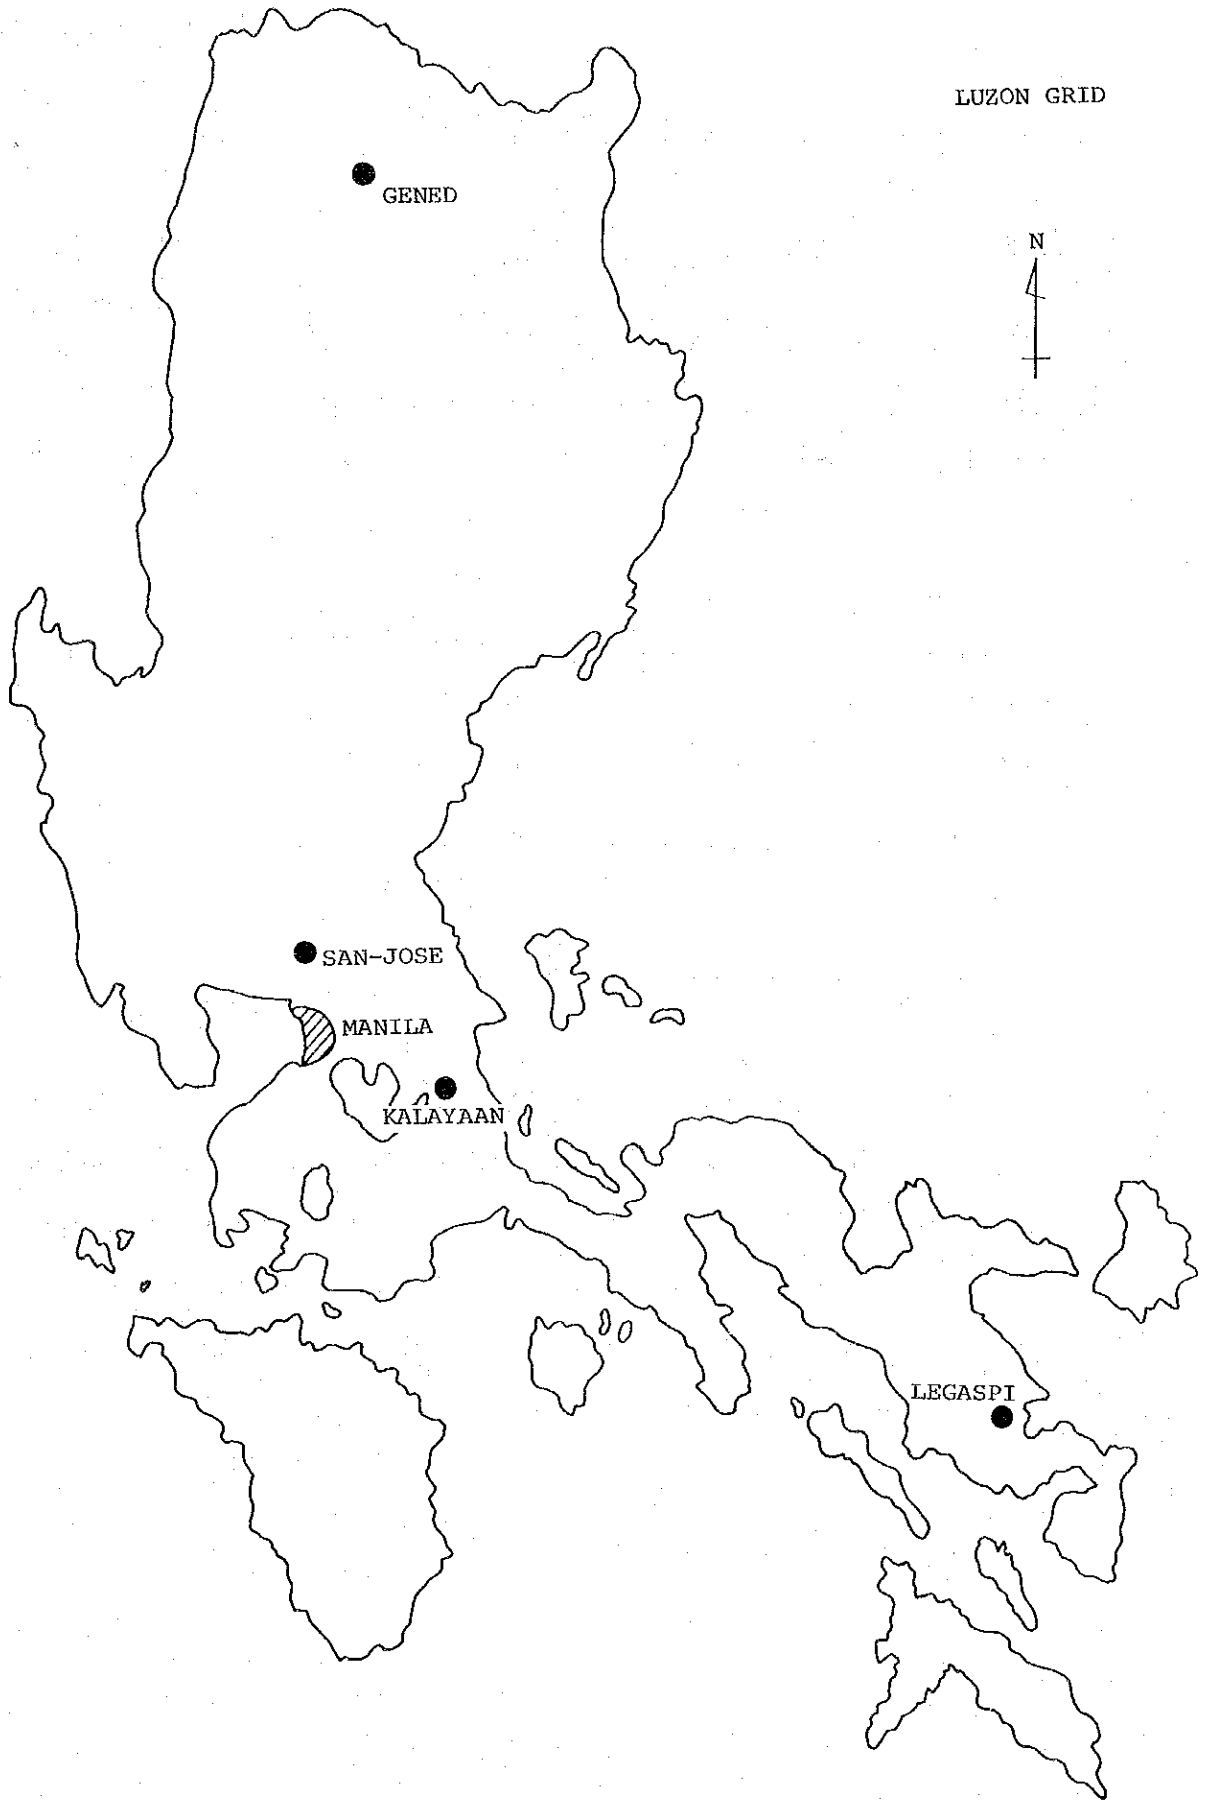 LUZON GRID
GENED
N
SAN-JOSE
MANILA
KALAYAAN
LEGASPI